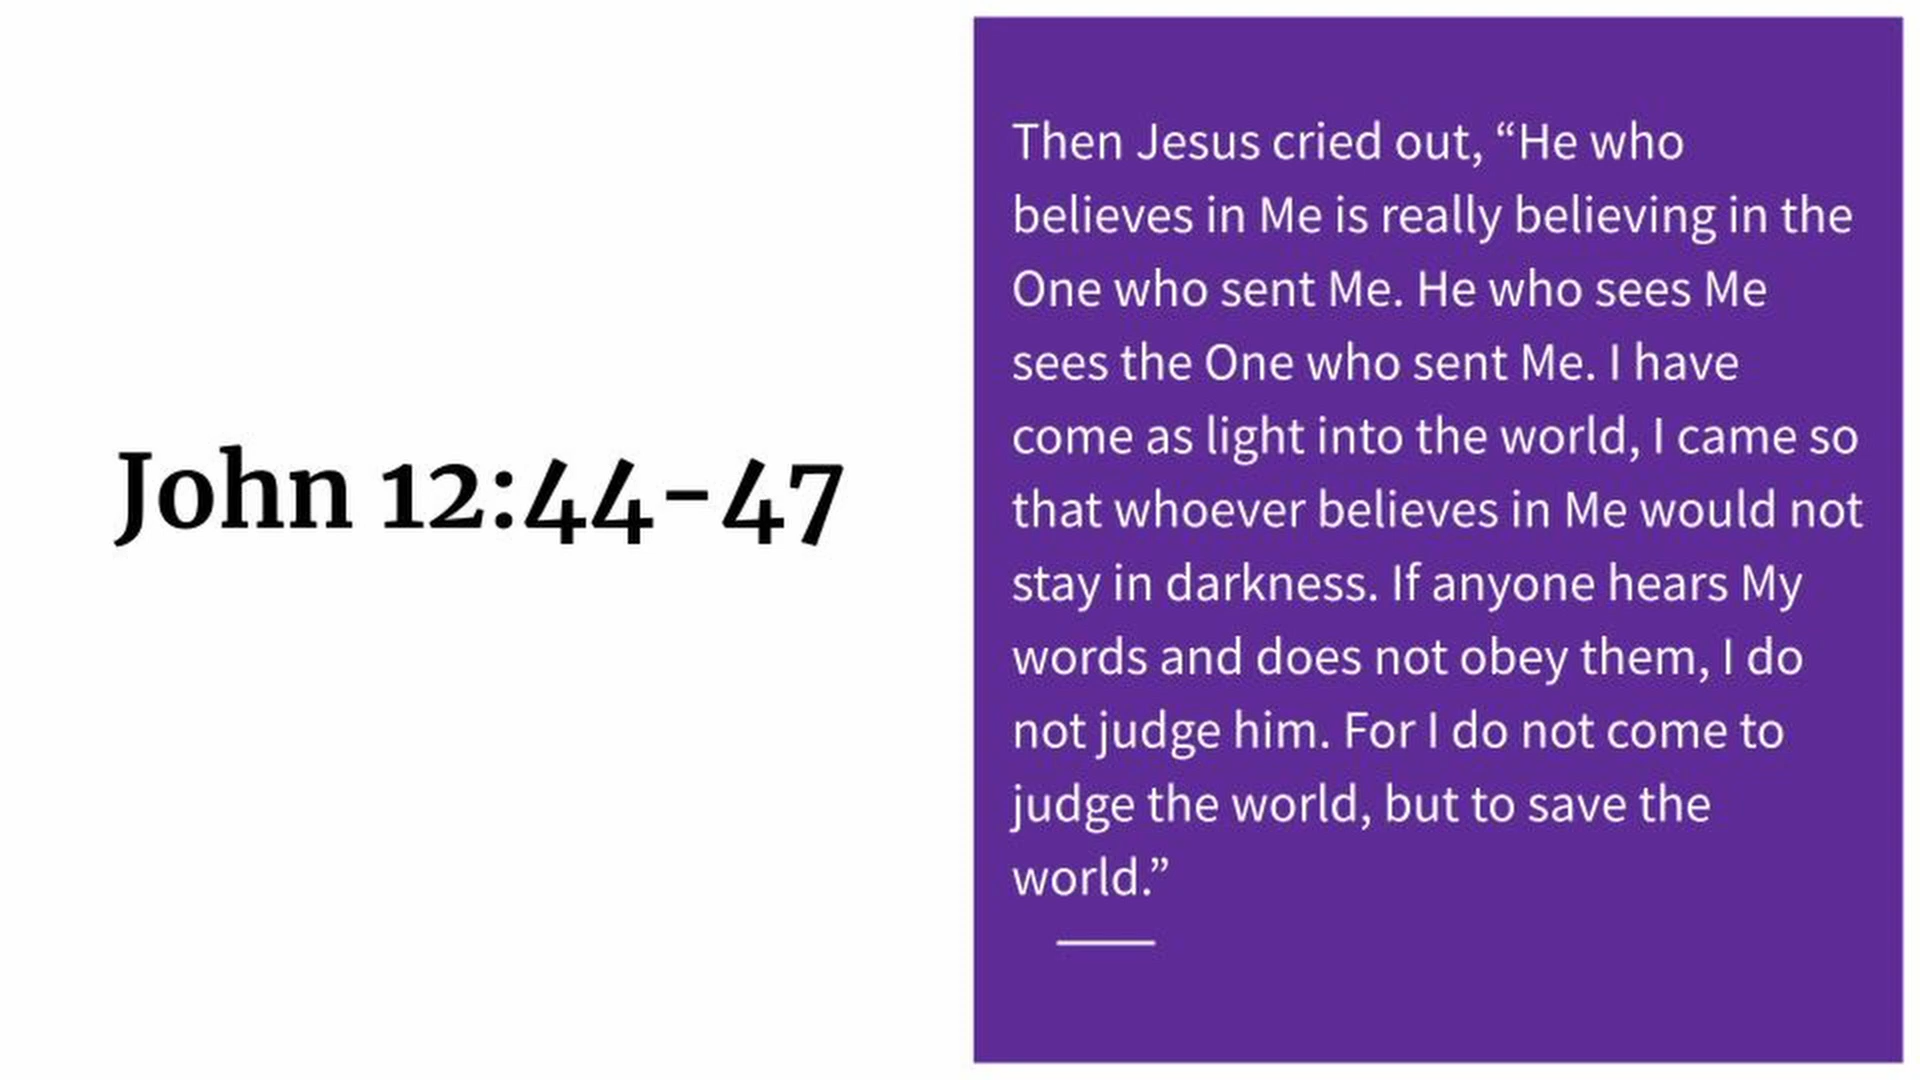 John 12:44-47
Then Jesus cried out, “He who
believes in Me is really believing in the
One who sent Me. He who sees Me
sees the One who sent Me. I have
come as light into the world, I came so
that whoever believes in Me would not
stay in darkness. If anyone hears My
words and does not obey them, I do
not judge him. For I do not come to
judge the world, but to save the
world.”